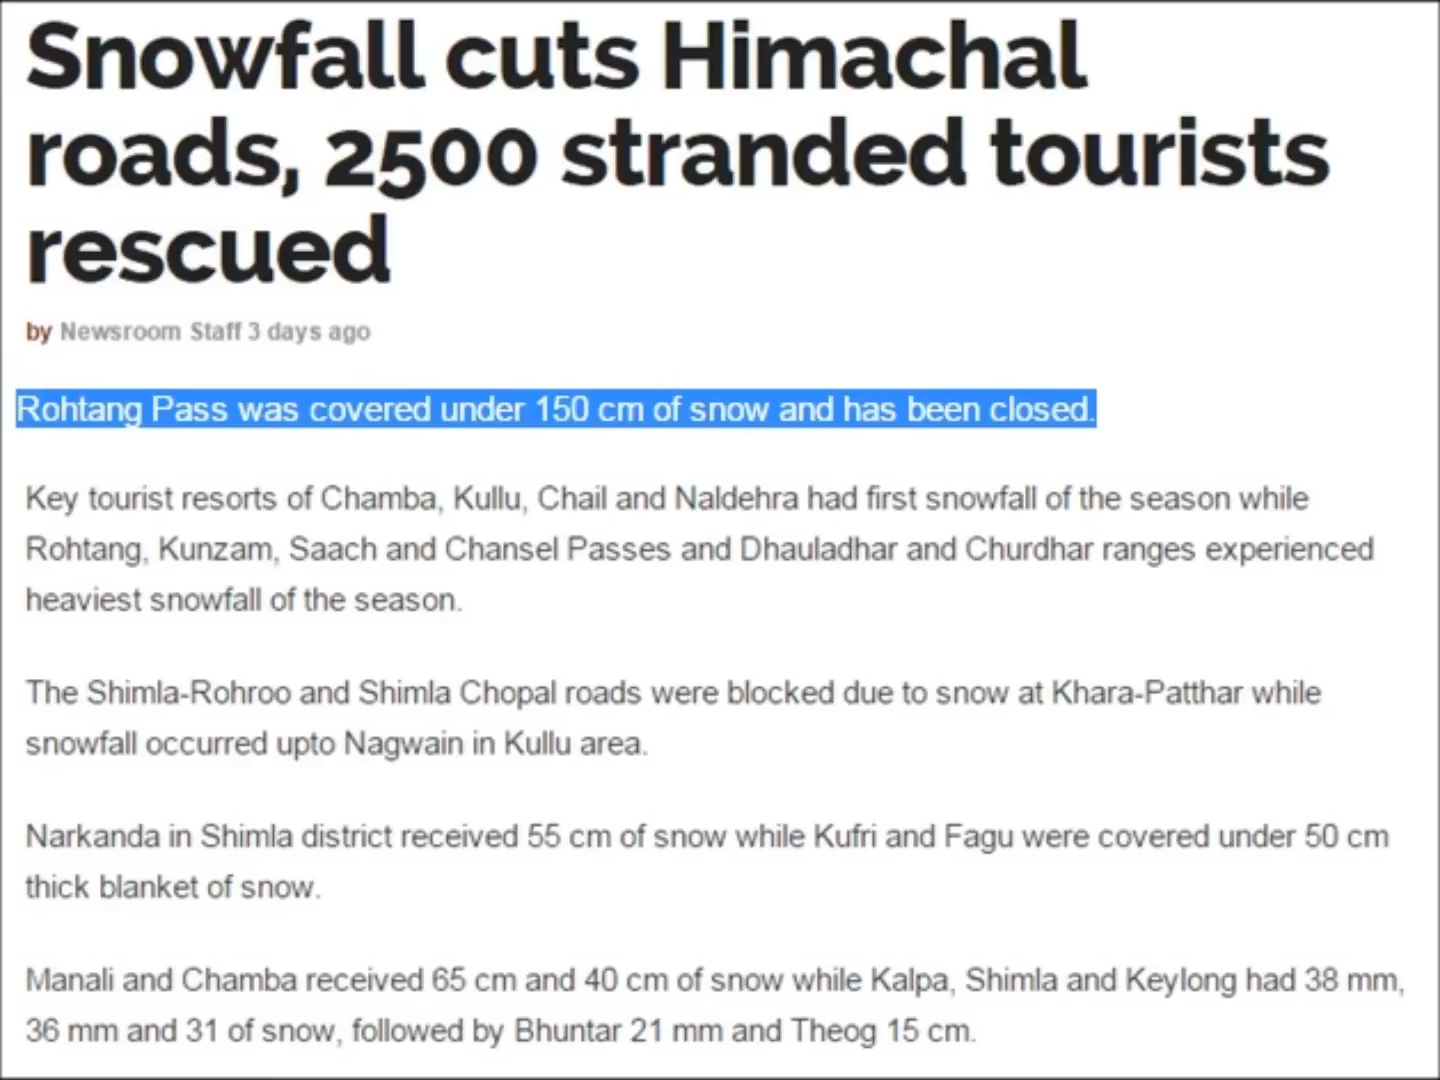 Snowfall cuts Himachal
roads, 2500 stranded tourists
rescued
by Newsroom Staff 3 days ago
Rohtang Pass was covered under 150 cm of snow and has been closed.
Key tourist resorts of Chamba, Kullu, Chail and Naldehra had first snowfall of the season while
Rohtang, Kunzam, Saach and Chansel Passes and Dhauladhar and Churdhar ranges experienced
heaviest snowfall of the season.
The Shimla-Rohroo and Shimla Chopal roads were blocked due to snow at Khara-Patthar while
snowfall occurred upto Nagwain in Kullu area.
Narkanda in Shimla district received 55 cm of snow while Kufri and Fagu were covered under 50 cm
thick blanket of snow.
Manali and Chamba received 65 cm and 40 cm of snow while Kalpa, Shimla and Keylong had 38 mm,
36 mm and 31 of snow, followed by Bhuntar 21 mm and Theog 15 cm.